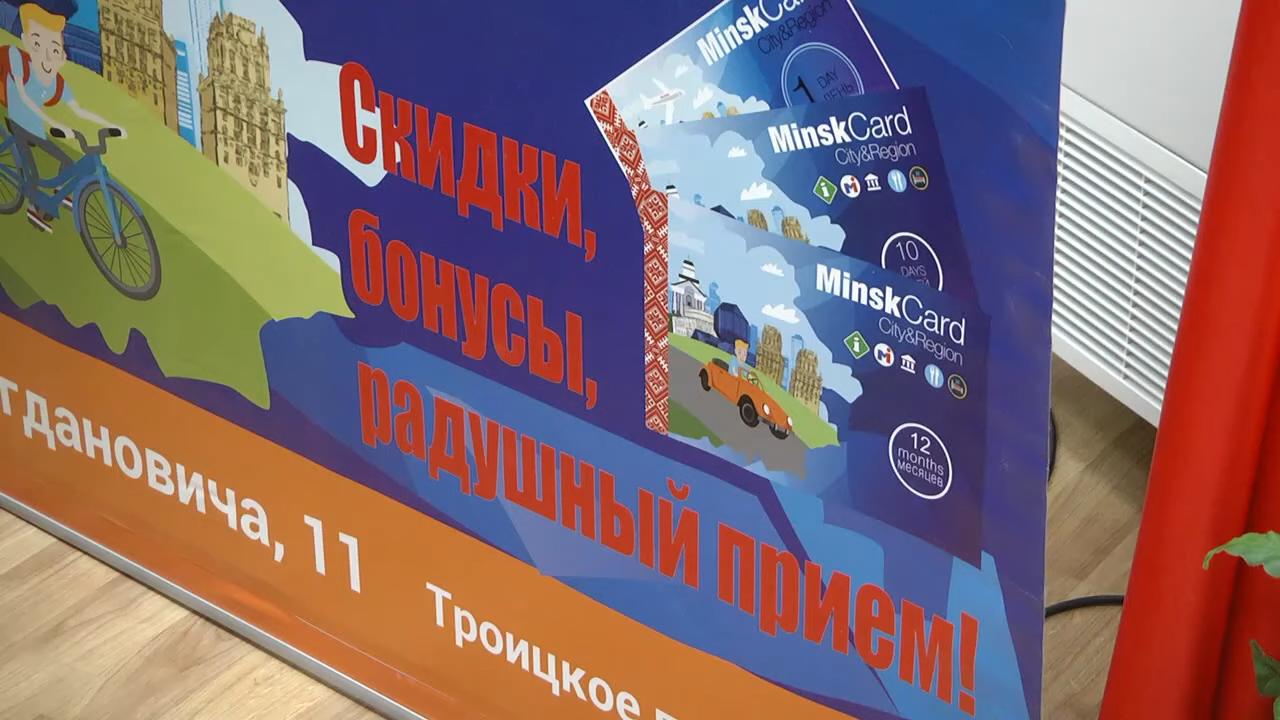 Скидки,
бонусы,
радушный прием!
MinskCard
City&Region
1 DAY
ДЕНЬ
MinskCard
City&Region
10
DAYS
MinskCard
City&Region
12
months
месяцев
11
Троицкое